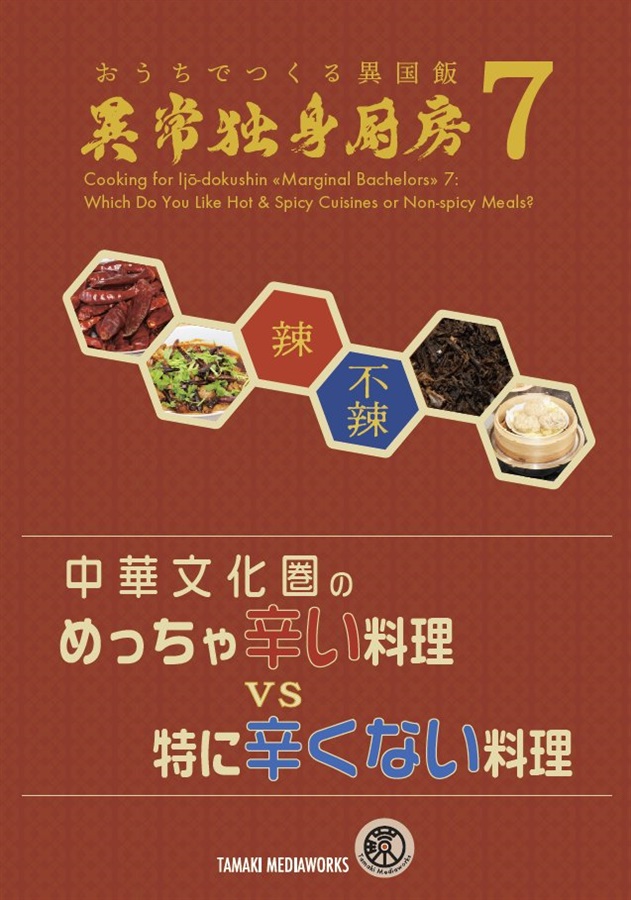 おうちでつくる異国飯
異常独身厨房7
Cooking for Ijō-dokushin «Marginal Bachelors» 7:
Which Do You Like Hot & Spicy Cuisines or Non-spicy Meals?
辣
不
辣
中華文化圏の
めっちゃ辛い料理
VS
特に辛くない料理
TAMAKI MEDIAWORKS
Tamaki Mediaworks